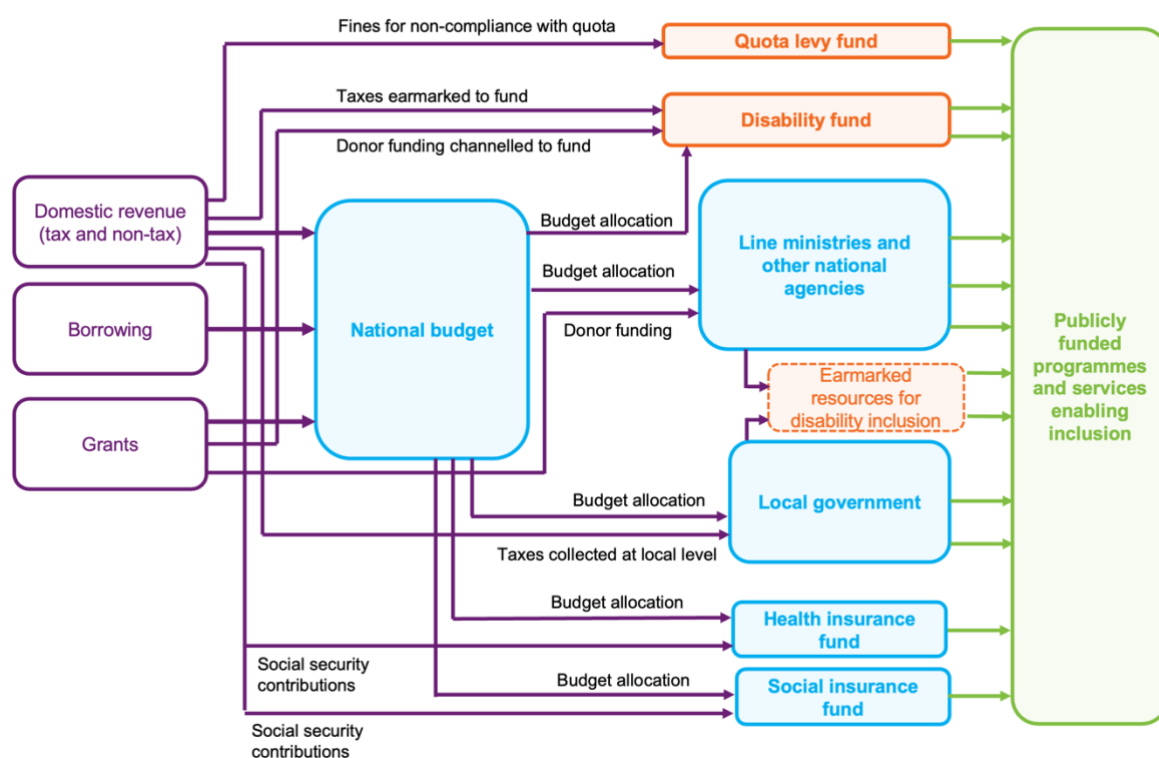 Fines for non-compliance with quota
Quota levy fund
Taxes earmarked to fund
Disability fund
Donor funding channelled to fund
Domestic revenue
(tax and non-tax)
Budget allocation
Line ministries and
other national
agencies
Budget allocation
Borrowing
National budget
Donor funding
Publicly
funded
programmes
and services
enabling
inclusion
Earmarked
resources for
disability inclusion
Grants
Budget allocation
Local government
Taxes collected at local level
Budget allocation
Health insurance
fund
Social security
contributions
Budget allocation
Social insurance
fund
Social security
contributions